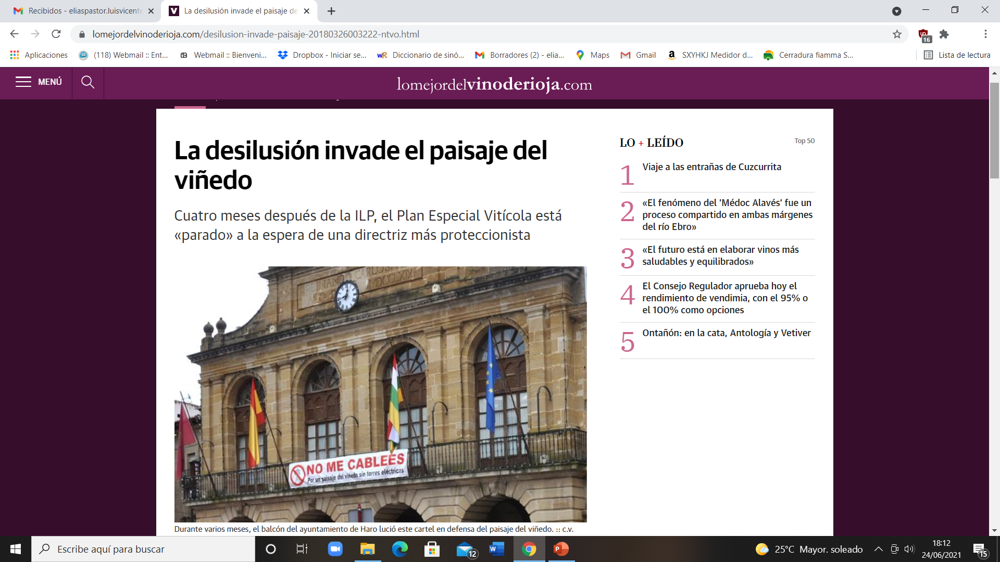 Recibidos - eliaspastor.luisvicente
La desilusión invade el paisaje de
lomejordelvinoderioja.com/desilusion-invade-paisaje-20180326003222-ntvo.html
16
Aplicaciones
(118) Webmail :: Ent...
Webmail :: Bienveni...
Dropbox - Iniciar se...
Diccionario de sinó...
Borradores (2) - elia...
Maps
Gmail
SXYHKJ Medidor d...
Cerradura fiamma S...
Lista de lectura
MENÚ
lomejordelvinoderioja.com
La desilusión invade el paisaje del
viñedo
Cuatro meses después de la ILP, el Plan Especial Vitícola está
«parado» a la espera de una directriz más proteccionista
REINANDO CARLOS
MDCCLXIX
NO ME CABLEES
Por un paisaje del viñedo sin torres eléctricas
Durante varios meses, el balcón del ayuntamiento de Haro lució este cartel en defensa del paisaje del viñedo. :: c.v.
LO + LEÍDO
Top 50
1
Viaje a las entrañas de Cuzcurrita
2
«El fenómeno del 'Médoc Alavés' fue un
proceso compartido en ambas márgenes
del río Ebro»
3
«El futuro está en elaborar vinos más
saludables y equilibrados»
4
El Consejo Regulador aprueba hoy el
rendimiento de vendimia, con el 95% o
el 100% como opciones
5
Ontañón: en la cata, Antología y Vetiver
Escribe aquí para buscar
12
25°C Mayor. soleado
18:12
24/06/2021
15